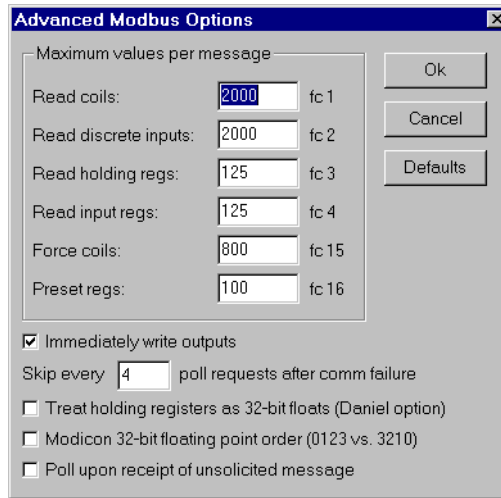 Advanced Modbus Options
Maximum values per message
Read coils: 2000 fc 1
Read discrete inputs: 2000 fc 2
Read holding regs: 125 fc 3
Read input regs: 125 fc 4
Force coils: 800 fc 15
Preset regs: 100 fc 16
Ok
Cancel
Defaults
Immediately write outputs
Skip every 4 poll requests after comm failure
Treat holding registers as 32-bit floats (Daniel option)
Modicon 32-bit floating point order (0123 vs. 3210)
Poll upon receipt of unsolicited message